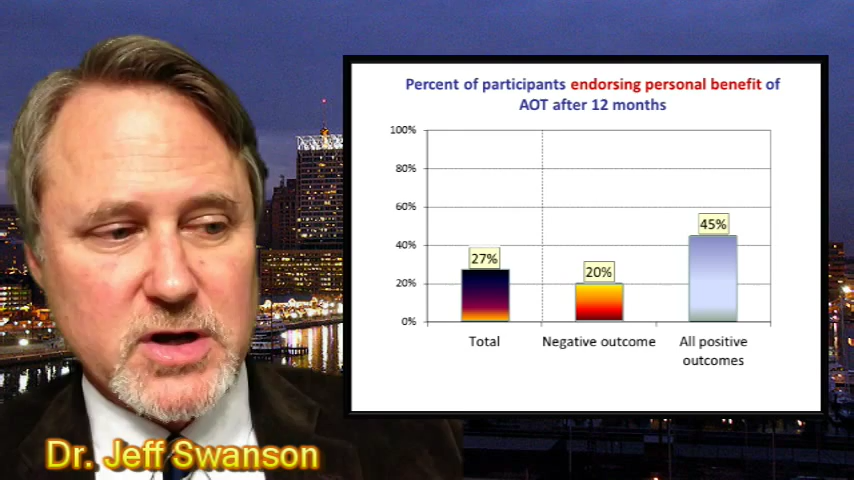 Percent of participants endorsing personal benefit of
AOT after 12 months
100%
80%
60%
40%
20%
0%
27%
20%
45%
Total
Negative outcome
All positive
outcomes
Dr. Jeff Swanson